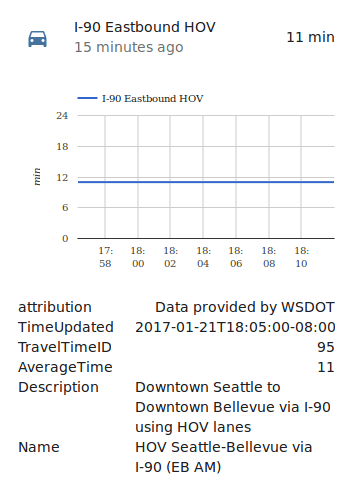 I-90 Eastbound HOV
15 minutes ago
11 min
I-90 Eastbound HOV
24
18
12
6
0
min
17:
58
18:
00
18:
02
18:
04
18:
06
18:
08
18:
10
attribution Data provided by WSDOT
TimeUpdated 2017-01-21T18:05:00-08:00
TravelTimeID 95
AverageTime 11
Description Downtown Seattle to
Downtown Bellevue via I-90
using HOV lanes
Name HOV Seattle-Bellevue via
I-90 (EB AM)